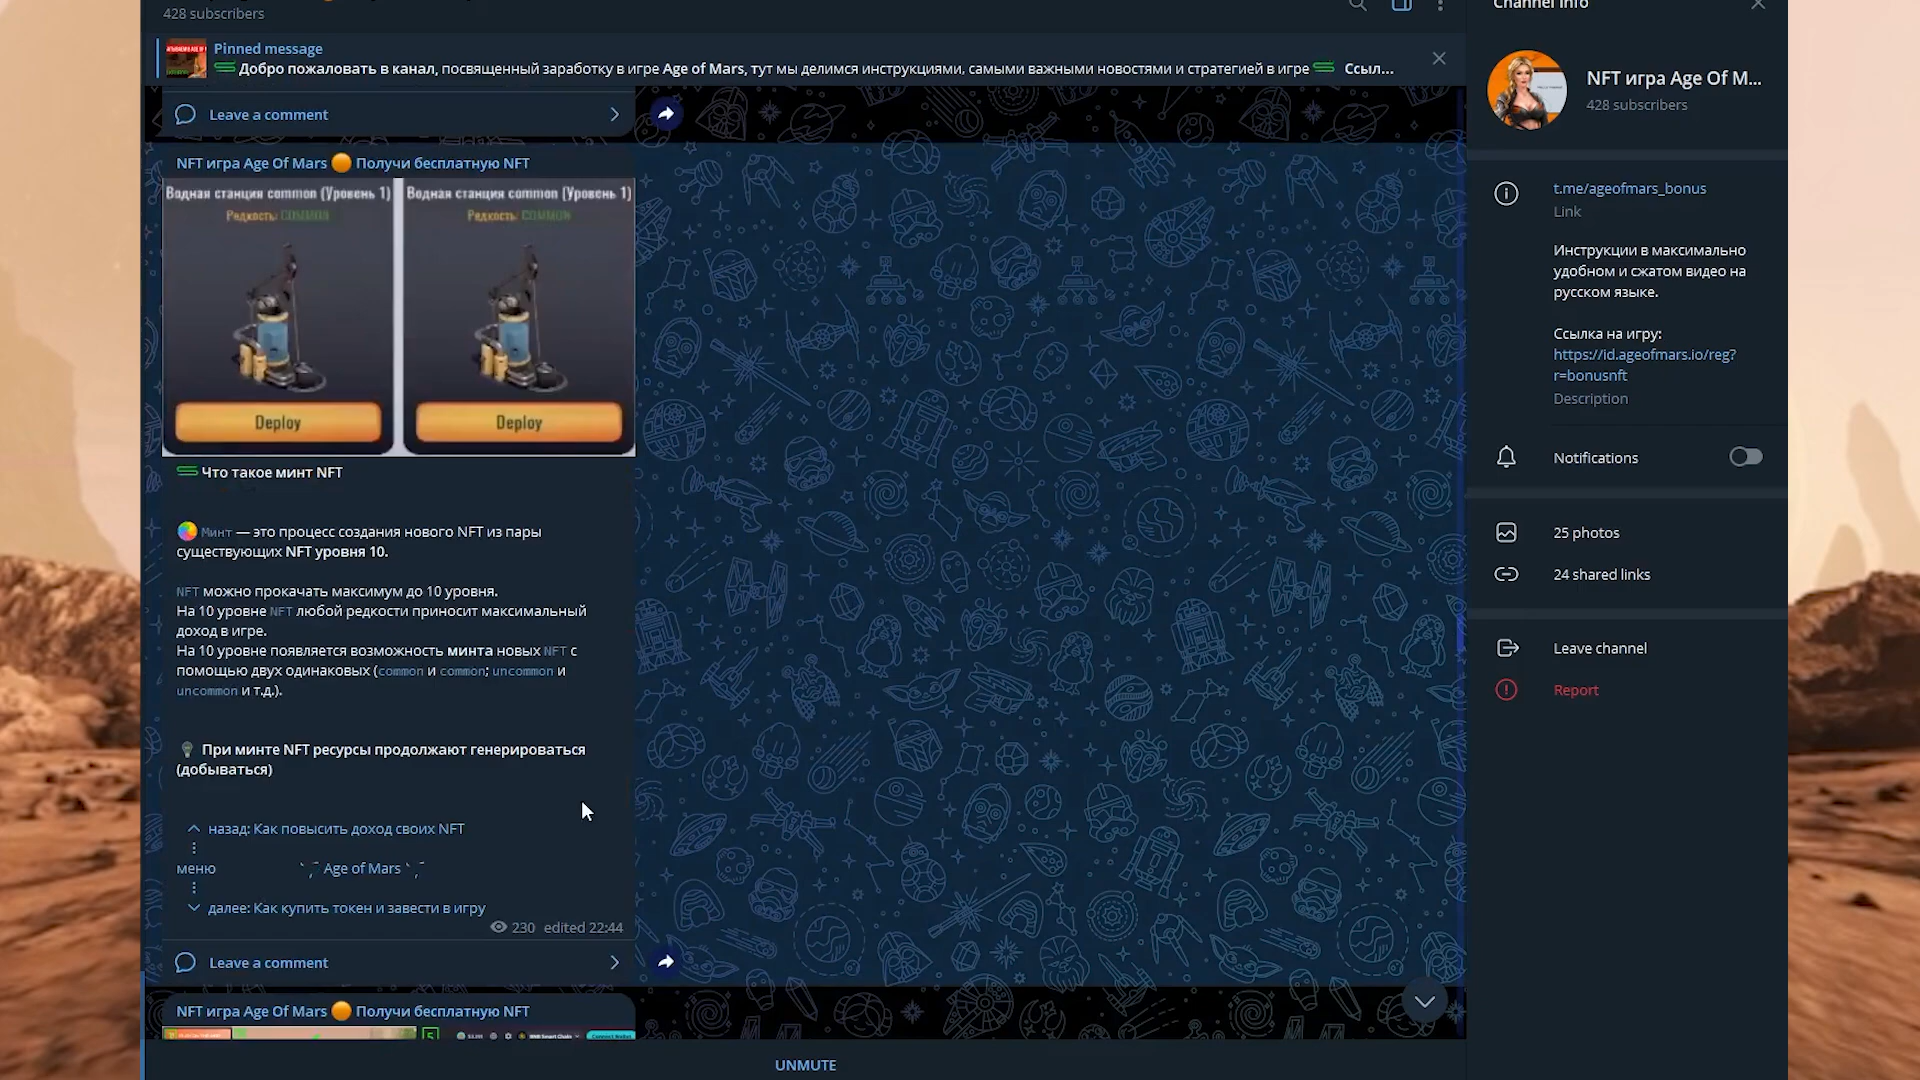 428 subscribers
Pinned message
Добро пожаловать в канал, посвященный заработку в игре Age of Mars, тут мы делимся инструкциями, самыми важными новостями и стратегией в игре Ссыл...
Leave a comment
NFT игра Age Of Mars Получи бесплатную NFT
Водная станция common (Уровень 1)
Редкость: COMMON
Deploy
Водная станция common (Уровень 1)
Редкость: COMMON
Deploy
Что такое минт NFT
Минт — это процесс создания нового NFT из пары
существующих NFT уровня 10.
NFT можно прокачать максимум до 10 уровня.
На 10 уровне NFT любой редкости приносит максимальный
доход в игре.
На 10 уровне появляется возможность минта новых NFT с
помощью двух одинаковых (common и common; uncommon и
uncommon и т.д.).
При минте NFT ресурсы продолжают генерироваться
(добываться)
назад: Как повысить доход своих NFT
меню Age of Mars
далее: Как купить токен и завести в игру
230 edited 22:44
Leave a comment
NFT игра Age Of Mars Получи бесплатную NFT
UNMUTE
Channel Info
NFT игра Age Of M...
428 subscribers
t.me/ageofmars_bonus
Link
Инструкции в максимально
удобном и сжатом видео на
русском языке.
Ссылка на игру:
https://id.ageofmars.io/reg?
r=bonusnft
Description
Notifications
25 photos
24 shared links
Leave channel
Report